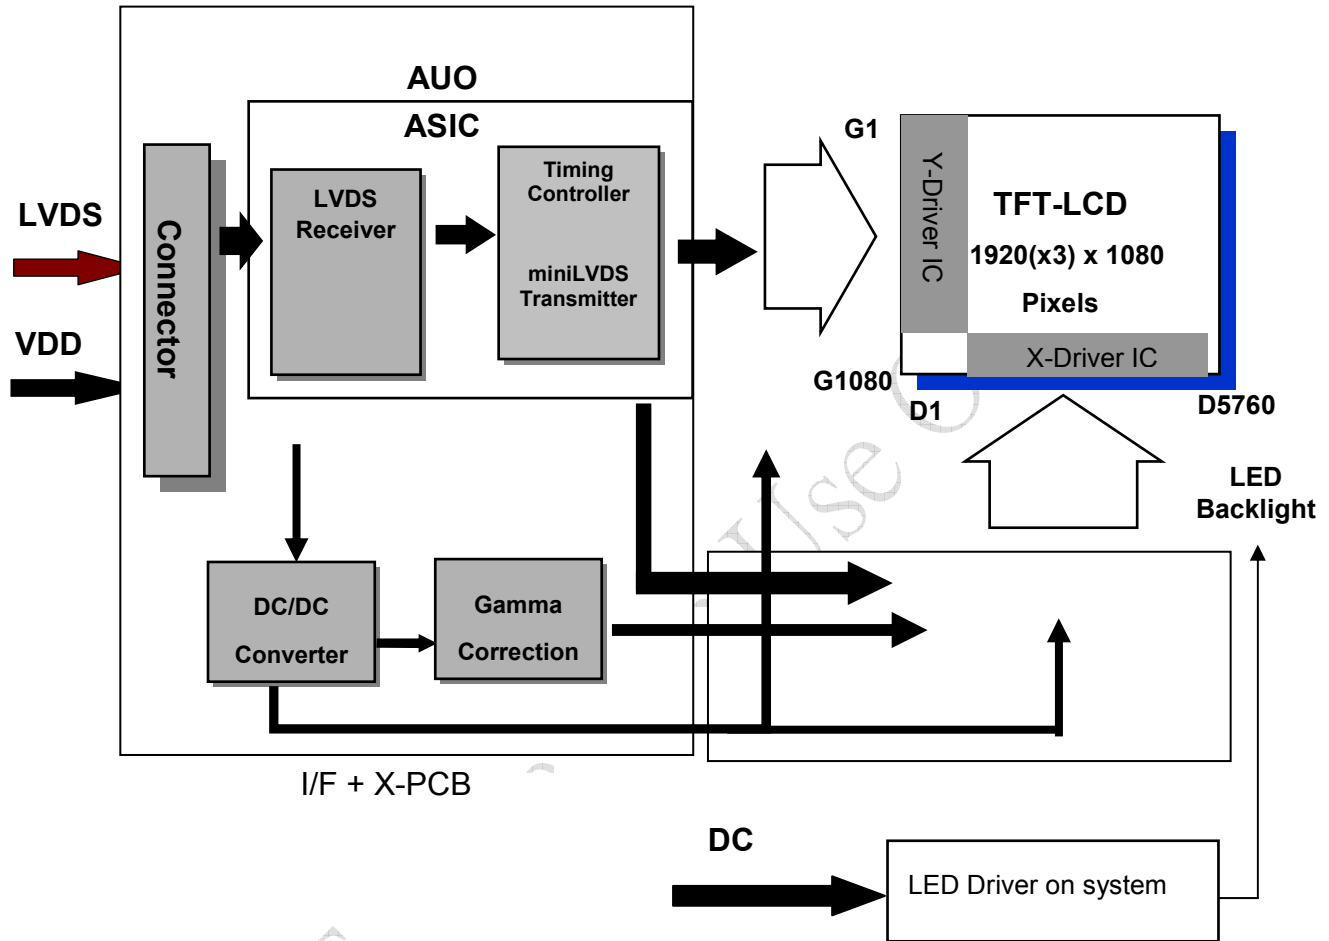 AUO
ASIC
LVDS
VDD
Connector
LVDS
Receiver
Timing
Controller
miniLVDS
Transmitter
G1
G1080
Y-Driver IC
TFT-LCD
1920(x3) x 1080
Pixels
X-Driver IC
D1
D5760
LED
Backlight
DC/DC
Converter
Gamma
Correction
I/F + X-PCB
DC
LED Driver on system
Use